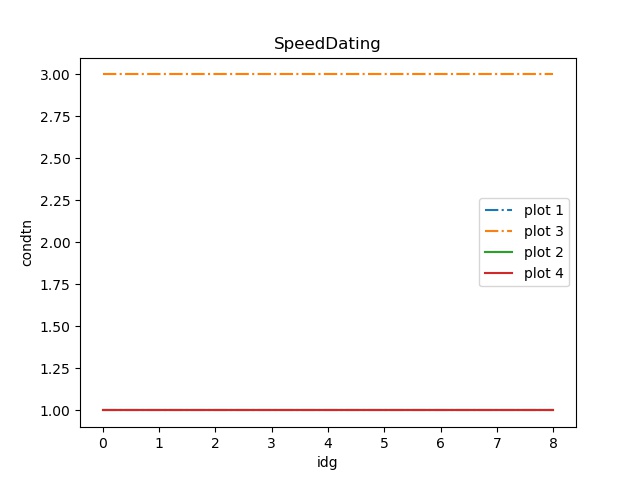 SpeedDating
3.00
2.75
2.50
2.25
2.00
1.75
1.50
1.25
1.00
condtn
0 1 2 3 4 5 6 7 8
idg
plot 1
plot 3
plot 2
plot 4